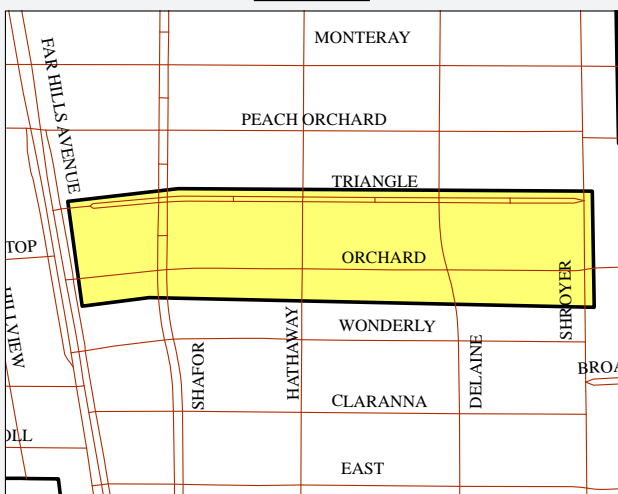 MONTERAY
FAR HILLS AVENUE
PEACH ORCHARD
TRIANGLE
TOP
ORCHARD
HILLVIEW
SHROYER
WONDERLY
HATHAWAY
SHAFOR
DELAINE
BROA
CLARANNA
OLL
EAST